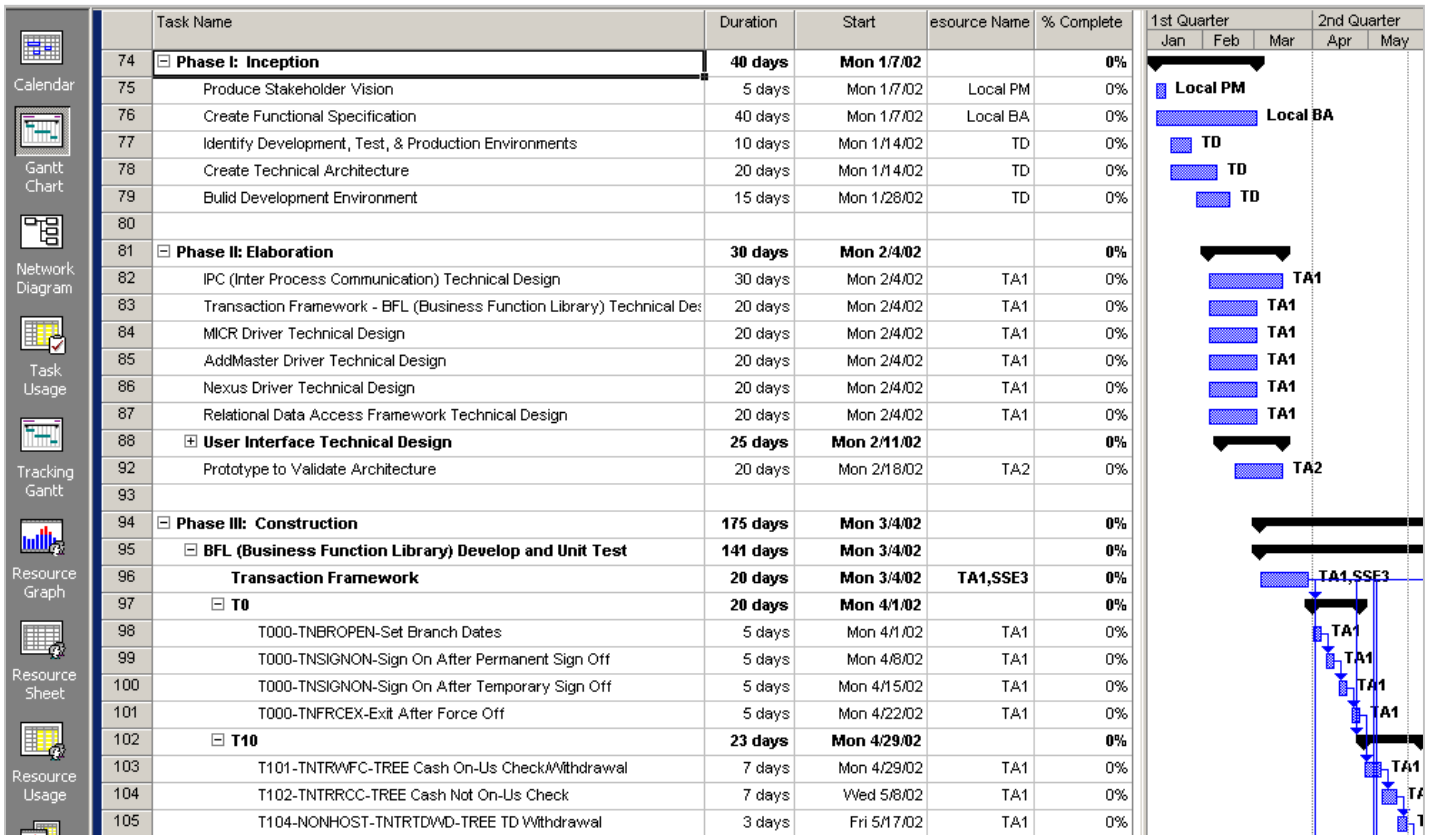 Task Name Duration Start esource Name % Complete 1st Quarter 2nd Quarter
Jan Feb Mar Apr May
74 Phase I: Inception 40 days Mon 1/7/02 0%
75 Produce Stakeholder Vision 5 days Mon 1/7/02 Local PM 0% Local PM
76 Create Functional Specification 40 days Mon 1/7/02 Local BA 0% Local BA
77 Identify Development, Test, & Production Environments 10 days Mon 1/14/02 TD 0% TD
78 Create Technical Architecture 20 days Mon 1/14/02 TD 0% TD
79 Bulid Development Environment 15 days Mon 1/28/02 TD 0% TD
80
81 Phase II: Elaboration 30 days Mon 2/4/02 0%
82 IPC (Inter Process Communication) Technical Design 30 days Mon 2/4/02 TA1 0% TA1
83 Transaction Framework - BFL (Business Function Library) Technical Des 20 days Mon 2/4/02 TA1 0% TA1
84 MICR Driver Technical Design 20 days Mon 2/4/02 TA1 0% TA1
85 AddMaster Driver Technical Design 20 days Mon 2/4/02 TA1 0% TA1
86 Nexus Driver Technical Design 20 days Mon 2/4/02 TA1 0% TA1
87 Relational Data Access Framework Technical Design 20 days Mon 2/4/02 TA1 0% TA1
88 User Interface Technical Design 25 days Mon 2/11/02 0%
92 Prototype to Validate Architecture 20 days Mon 2/18/02 TA2 0% TA2
93
94 Phase III: Construction 175 days Mon 3/4/02 0%
95 BFL (Business Function Library) Develop and Unit Test 141 days Mon 3/4/02 0%
96 Transaction Framework 20 days Mon 3/4/02 TA1,SSE3 0% TA1,SSE3
97 T0 20 days Mon 4/1/02 0%
98 T000-TNBROPEN-Set Branch Dates 5 days Mon 4/1/02 TA1 0% TA1
99 T000-TNSIGNON-Sign On After Permanent Sign Off 5 days Mon 4/8/02 TA1 0% TA1
100 T000-TNSIGNON-Sign On After Temporary Sign Off 5 days Mon 4/15/02 TA1 0% TA1
101 T000-TNFRCEX-Exit After Force Off 5 days Mon 4/22/02 TA1 0% TA1
102 T10 23 days Mon 4/29/02 0%
103 T101-TNTRWFC-TREE Cash On-Us Check/Withdrawal 7 days Mon 4/29/02 TA1 0% TA1
104 T102-TNTRRCC-TREE Cash Not On-Us Check 7 days Wed 5/8/02 TA1 0%
105 T104-NONHOST-TNTRTDWD-TREE TD Withdrawal 3 days Fri 5/17/02 TA1 0%
Calendar
Gantt
Chart
Network
Diagram
Task
Usage
Tracking
Gantt
Resource
Graph
Resource
Sheet
Resource
Usage